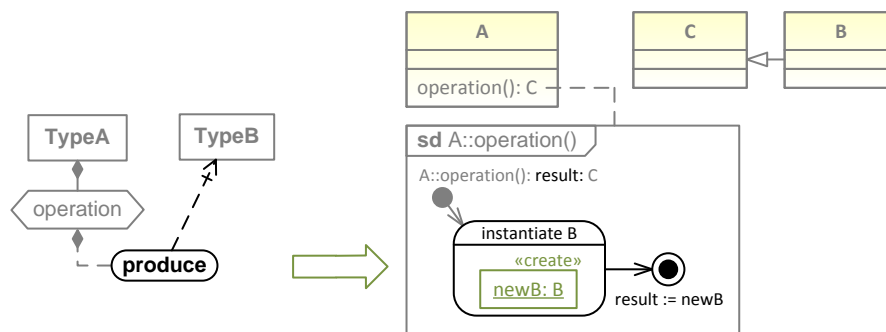 TypeA
TypeB
operation
produce
A
operation(): C
C
B
sd A::operation()
A::operation(): result: C
instantiate B
«create»
newB: B
result := newB